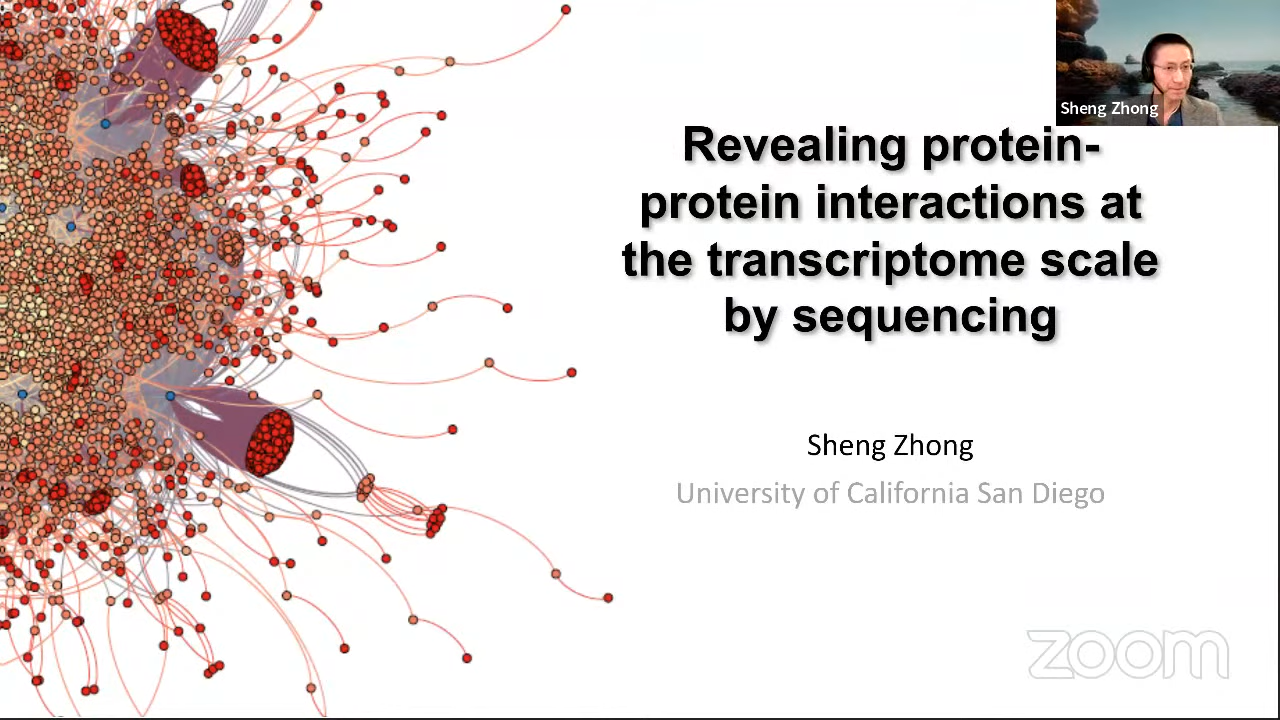 Sheng Zhong
Revealing protein-
protein interactions at
the transcriptome scale
by sequencing
Sheng Zhong
University of California San Diego
zoom